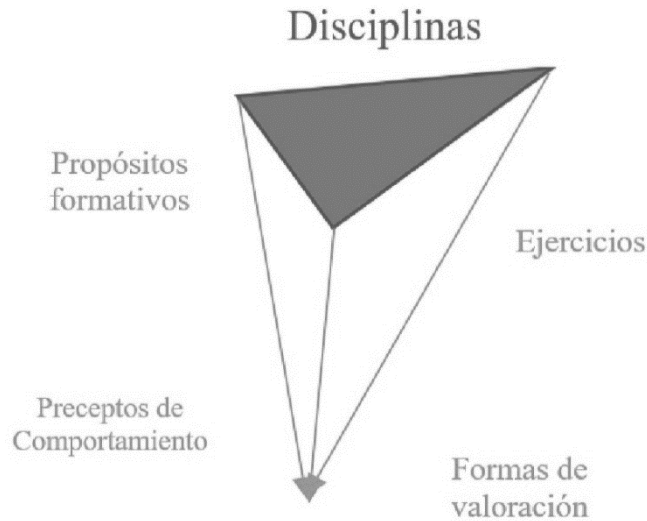 Disciplinas
Propósitos
formativos
Ejercicios
Preceptos de
Comportamiento
Formas de
valoración